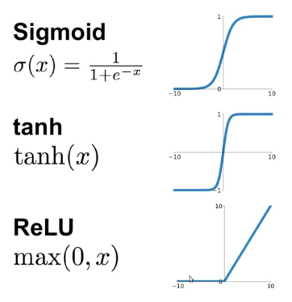 Sigmoid
σ(x) = 1/(1+e^{-x})
1
0
-10
10
tanh
tanh(x)
1
-10
10
-1
ReLU
max(0, x)
10
0
-10
10